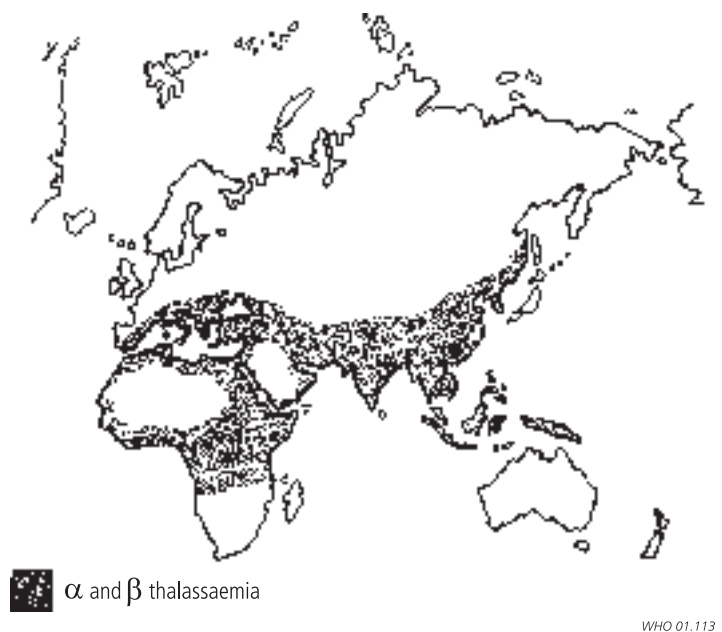 α and β thalassaemia
WHO 01.113